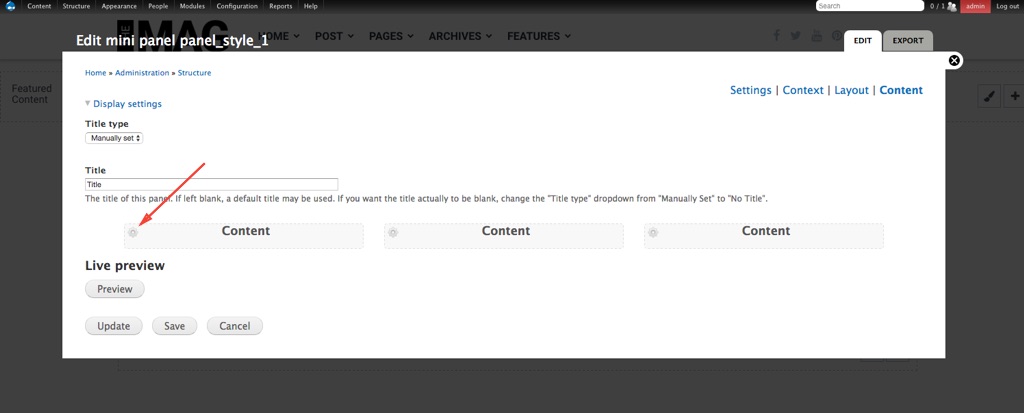 Content Structure Appearance People Modules Configuration Reports Help Search 0 / 1 admin Log out
MAG HOME POST PAGES ARCHIVES FEATURES
Edit mini panel panel_style_1 EDIT EXPORT
Home » Administration » Structure
Featured
Content
Settings | Context | Layout | Content
Display settings
Title type
Manually set
Title
Title
The title of this panel. If left blank, a default title may be used. If you want the title actually to be blank, change the "Title type" dropdown from "Manually Set" to "No Title".
Content Content Content
Live preview
Preview
Update Save Cancel